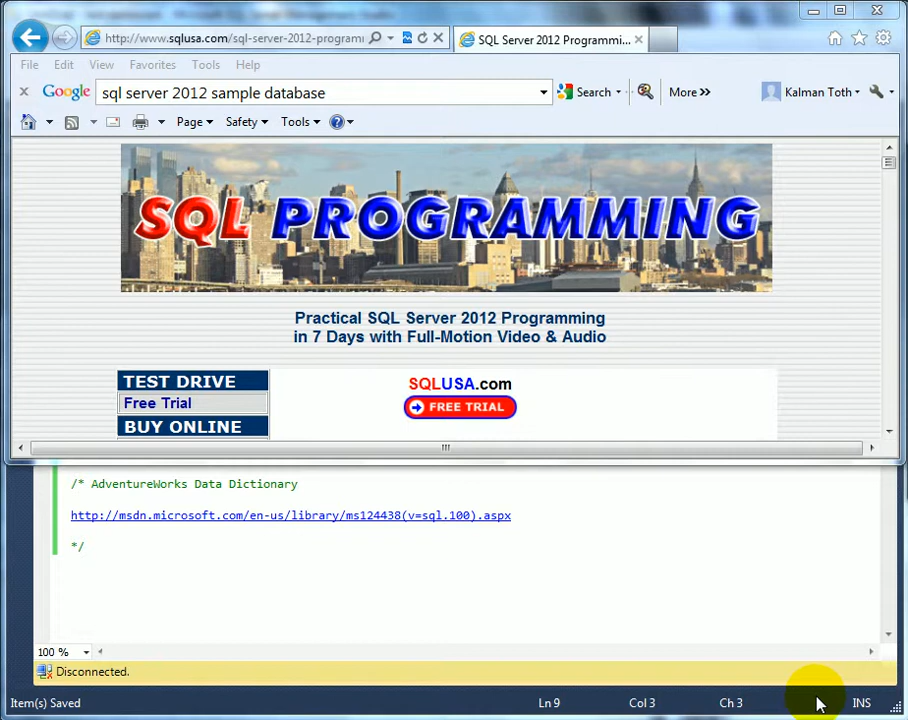 http://www.sqlusa.com/sql-server-2012-programi
SQL Server 2012 Programmi...
File Edit View Favorites Tools Help
Google sql server 2012 sample database Search More >> Kalman Toth
Page Safety Tools
SQL PROGRAMMING
Practical SQL Server 2012 Programming
in 7 Days with Full-Motion Video & Audio
TEST DRIVE
Free Trial
BUY ONLINE
SQLUSA.com
FREE TRIAL
/* AdventureWorks Data Dictionary
http://msdn.microsoft.com/en-us/library/ms124438(v=sql.100).aspx
*/
100 %
Disconnected.
Item(s) Saved Ln 9 Col 3 Ch 3 INS